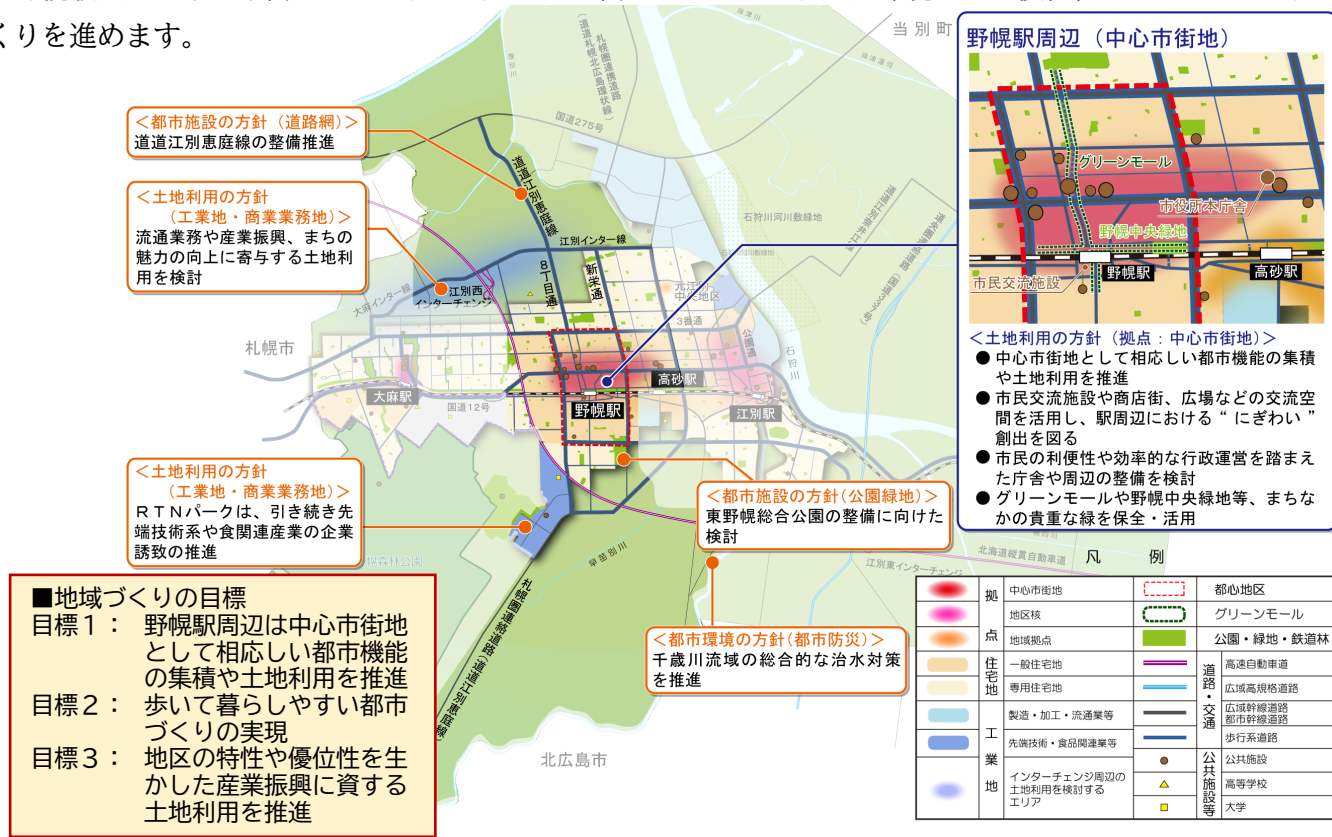 くりを進めます。
当別町
札幌圏連携道路
(道道札幌北広島環状線)
国道275号
石狩川河川敷緑地
＜都市施設の方針（道路網）＞
道道江別恵庭線の整備推進
＜土地利用の方針
（工業地・商業業務地）＞
流通業務や産業振興、まちの
魅力の向上に寄与する土地利
用を検討
道道江別恵庭線
江別インター線
8丁目通
新栄通
江別西
インターチェンジ
大麻インター線
3番通
公園通
石狩川
札幌市
大麻駅
国道12号
野幌駅
高砂駅
江別駅
＜土地利用の方針
（工業地・商業業務地）＞
ＲＴＮパークは、引き続き先
端技術系や食関連産業の企業
誘致の推進
＜都市施設の方針(公園緑地)＞
東野幌総合公園の整備に向けた
検討
早苗別川
江別東インターチェンジ
北海道縦貫自動車道
札幌圏連絡道路(道道江別恵庭線)
＜都市環境の方針(都市防災)＞
千歳川流域の総合的な治水対策
を推進
北広島市
■地域づくりの目標
目標１： 野幌駅周辺は中心市街地
として相応しい都市機能
の集積や土地利用を推進
目標２： 歩いて暮らしやすい都市
づくりの実現
目標３： 地区の特性や優位性を生
かした産業振興に資する
土地利用を推進
野幌駅周辺（中心市街地）
グリーンモール
市役所本庁舎
野幌中央緑地
野幌駅
高砂駅
市民交流施設
＜土地利用の方針（拠点：中心市街地)＞
● 中心市街地として相応しい都市機能の集積
や土地利用を推進
● 市民交流施設や商店街、広場などの交流空
間を活用し、駅周辺における“ にぎわい ”
創出を図る
● 市民の利便性や効率的な行政運営を踏まえ
た庁舎や周辺の整備を検討
● グリーンモールや野幌中央緑地等、まちな
かの貴重な緑を保全・活用
凡 例
拠点
中心市街地
地区核
地域拠点
住宅地
一般住宅地
専用住宅地
工業地
製造・加工・流通業等
先端技術・食品関連業等
インターチェンジ周辺の
土地利用を検討する
エリア
都心地区
グリーンモール
公園・緑地・鉄道林
道路・交通
高速自動車道
広域高規格道路
広域幹線道路
都市幹線道路
歩行系道路
公共施設等
公共施設
高等学校
大学